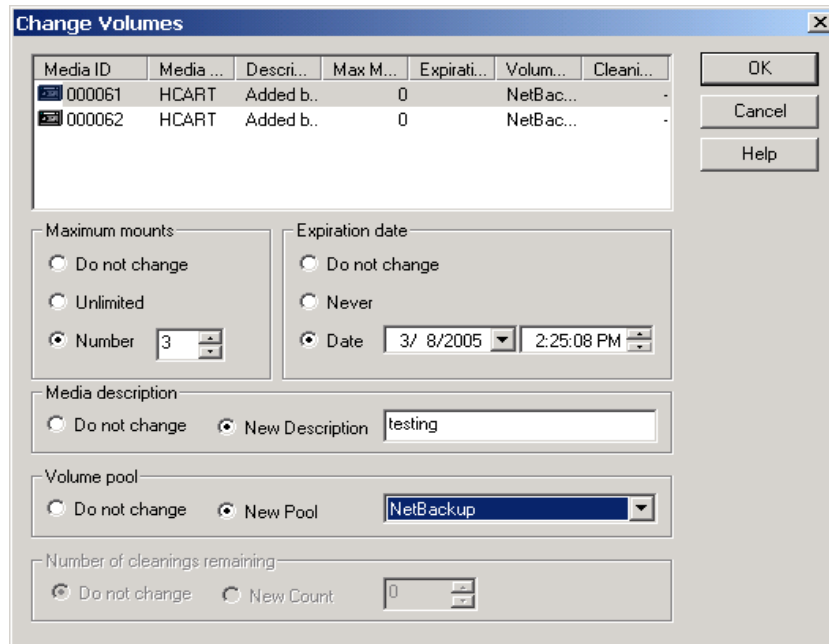 Change Volumes
Media ID Media ... Descri... Max M... Expirati... Volum... Cleani...
000061 HCART Added b.. 0 NetBac... -
000062 HCART Added b.. 0 NetBac... -
OK
Cancel
Help
Maximum mounts
Do not change
Unlimited
Number 3
Expiration date
Do not change
Never
Date 3/ 8/2005 2:25:08 PM
Media description
Do not change New Description testing
Volume pool
Do not change New Pool NetBackup
Number of cleanings remaining
Do not change New Count 0